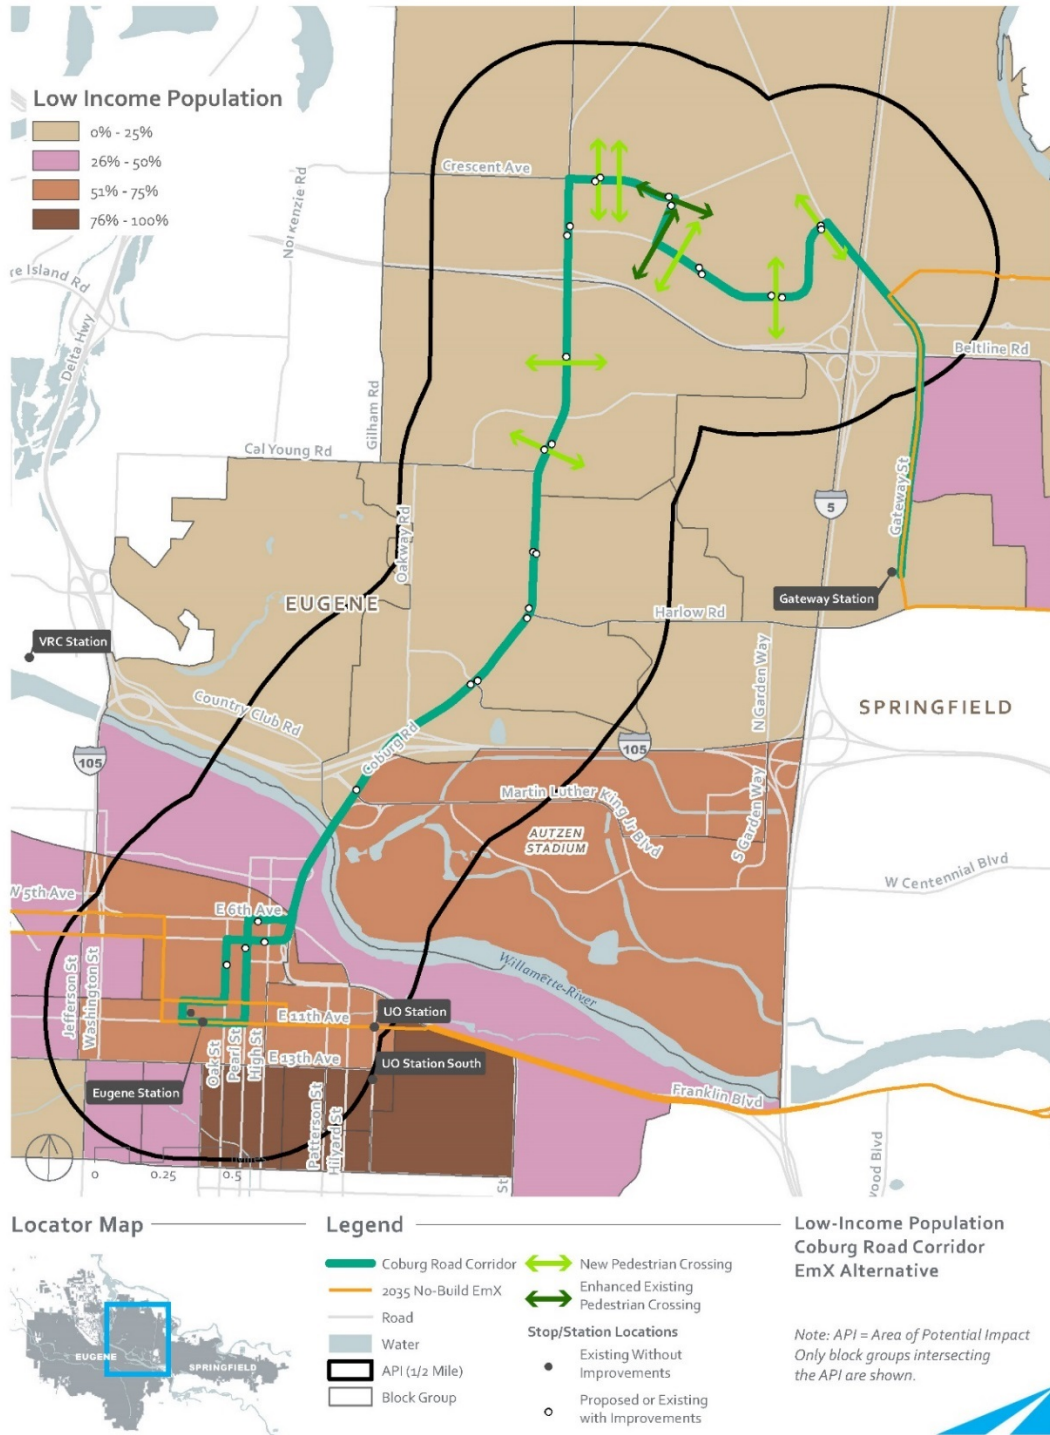 Low Income Population
0% - 25%
26% - 50%
51% - 75%
76% - 100%
Crescent Ave
re Island Rd
Delta Hwy
Gilham Rd
Beltline Rd
Cal Young Rd
Oakway Rd
5
Gateway St
Gateway Station
EUGENE
Harlow Rd
VRC Station
N Garden Way
SPRINGFIELD
Country Club Rd
Coburg Rd
105
105
Martin Luther King Jr Blvd
S Garden Way
AUTZEN
STADIUM
W Centennial Blvd
W 5th Ave
E 6th Ave
Willamette River
Jefferson St
Washington St
E 11th Ave
UO Station
Oak St
Pearl St
High St
E 13th Ave
UO Station South
Eugene Station
Patterson St
Hilyard St
Franklin Blvd
wood Blvd
St
0
0.25
0.5
Miles
Locator Map
EUGENE
SPRINGFIELD
Legend
Coburg Road Corridor
2035 No-Build EmX
Road
Water
API (1/2 Mile)
Block Group
New Pedestrian Crossing
Enhanced Existing
Pedestrian Crossing
Stop/Station Locations
Existing Without
Improvements
Proposed or Existing
with Improvements
Low-Income Population
Coburg Road Corridor
EmX Alternative
Note: API = Area of Potential Impact
Only block groups intersecting
the API are shown.